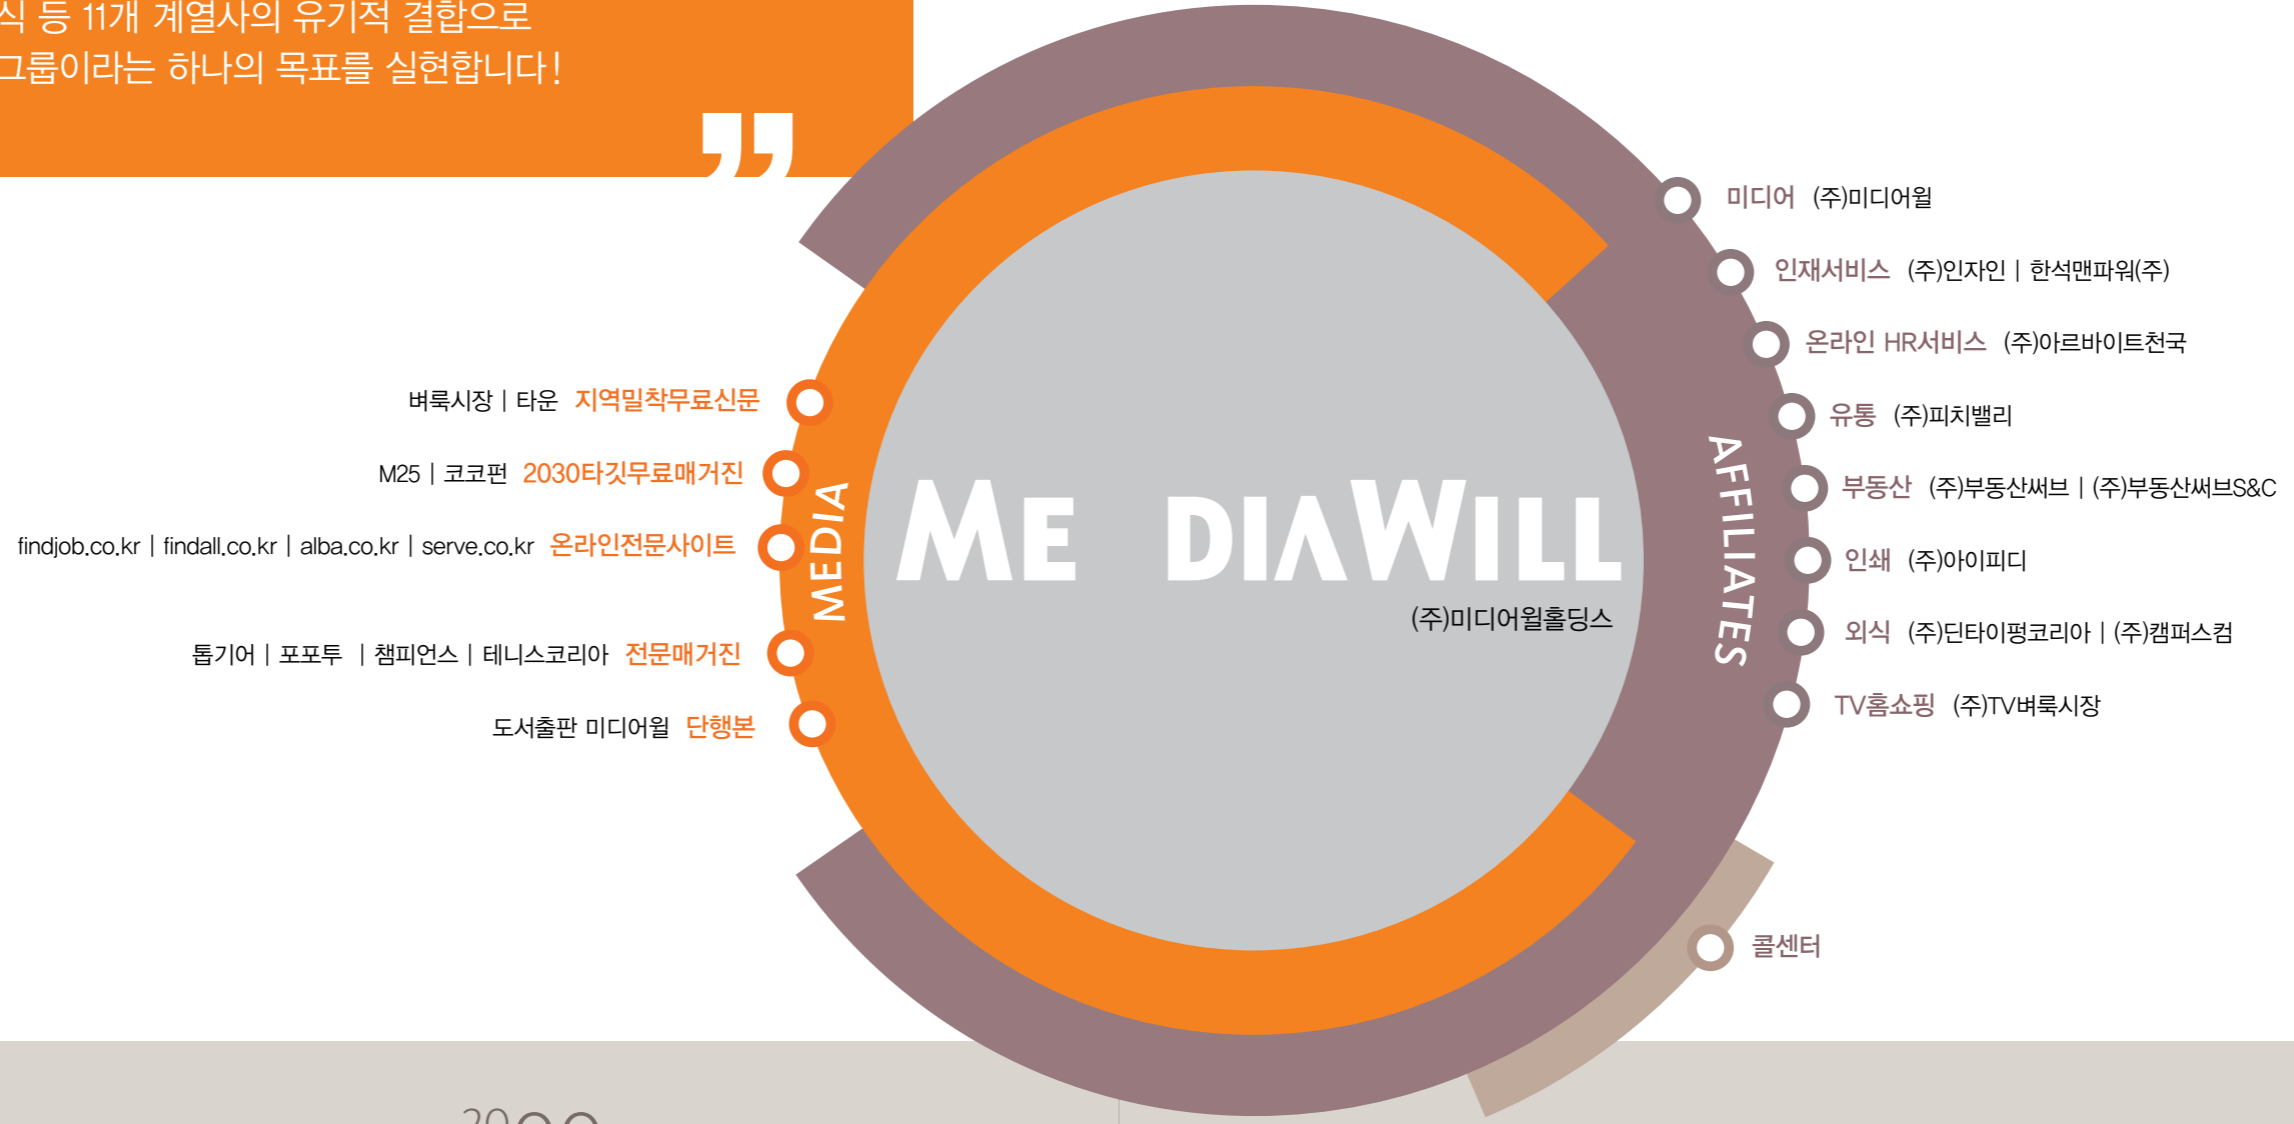 식 등 11개 계열사의 유기적 결합으로
그룹이라는 하나의 목표를 실현합니다!
”
벼룩시장 | 타운 지역밀착무료신문
M25 | 코코펀 2030타깃무료매거진
findjob.co.kr | findall.co.kr | alba.co.kr | serve.co.kr 온라인전문사이트
톱기어 | 포포투 | 챔피언스 | 테니스코리아 전문매거진
도서출판 미디어윌 단행본
MEDIA
ME DIAWILL
(주)미디어윌홀딩스
AFFILIATES
미디어 (주)미디어윌
인재서비스 (주)인자인 | 한석맨파워(주)
온라인 HR서비스 (주)아르바이트천국
유통 (주)피치밸리
부동산 (주)부동산써브 | (주)부동산써브S&C
인쇄 (주)아이피디
외식 (주)딘타이펑코리아 | (주)캠퍼스컴
TV홈쇼핑 (주)TV벼룩시장
콜센터